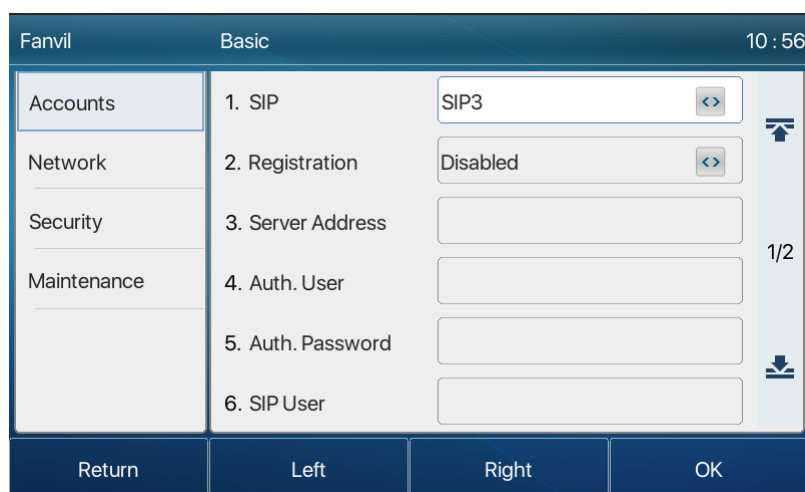 Fanvil Basic 10 : 56
Accounts
Network
Security
Maintenance
1. SIP SIP3 <>
2. Registration Disabled <>
3. Server Address
4. Auth. User
5. Auth. Password
6. SIP User
1/2
Return Left Right OK